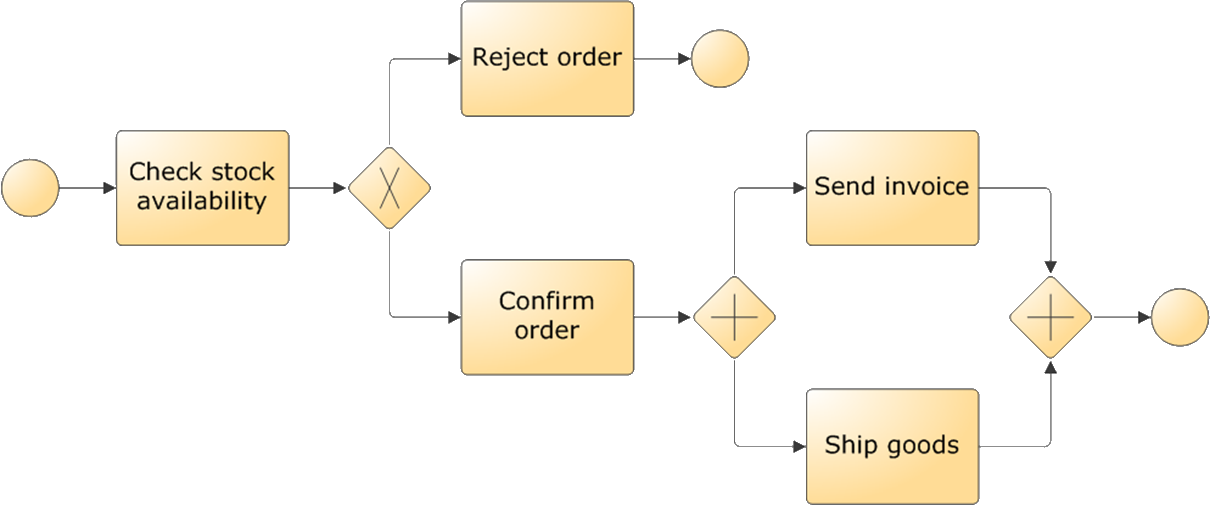 Reject order
Check stock
availability
Send invoice
Confirm
order
Ship goods